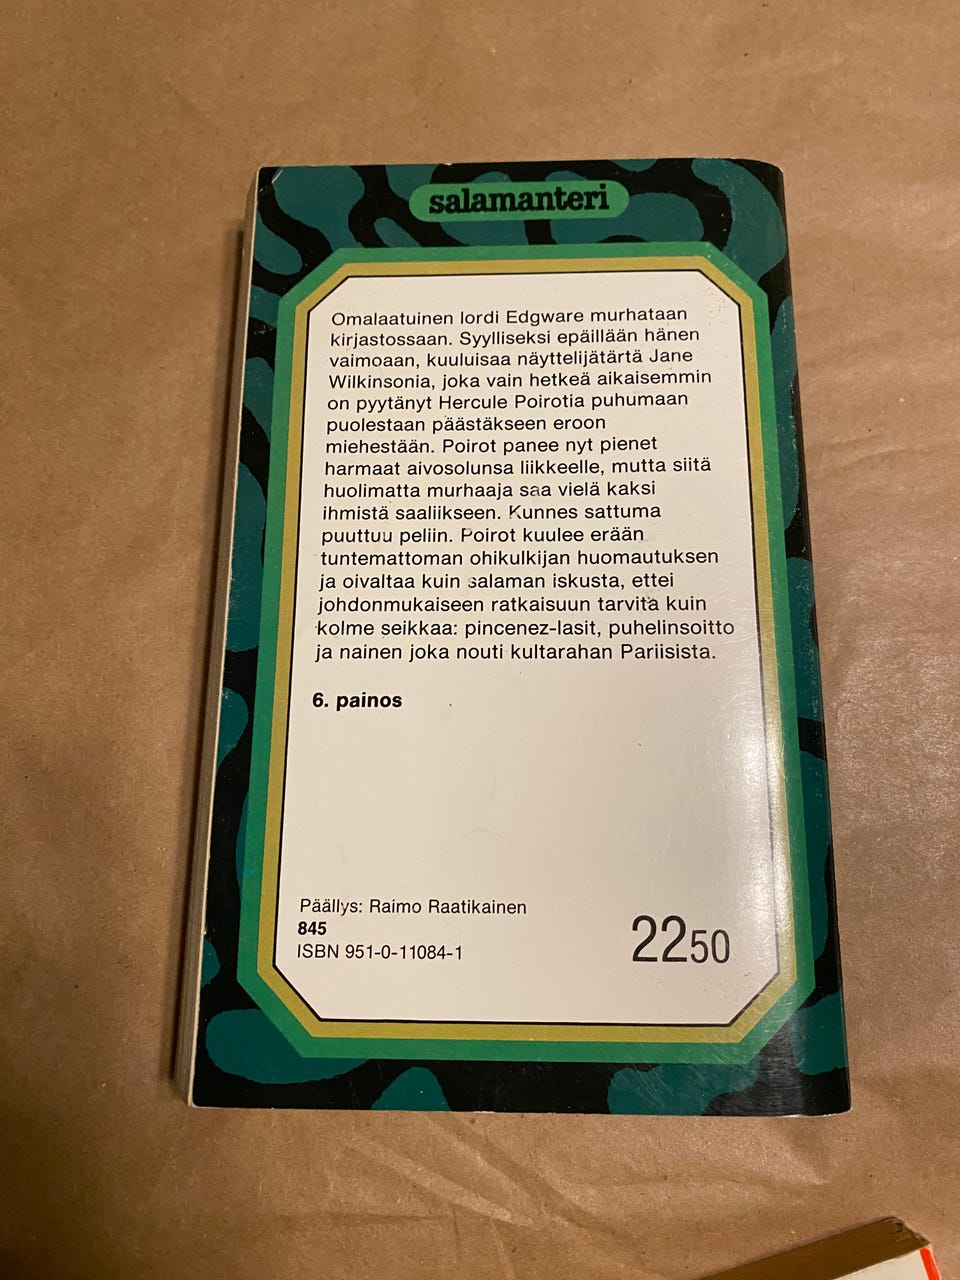 salamanteri
Omalaatuinen lordi Edgware murhataan
kirjastossaan. Syylliseksi epäillään hänen
vaimoaan, kuuluisaa näyttelijätärtä Jane
Wilkinsonia, joka vain hetkeä aikaisemmin
on pyytänyt Hercule Poirotia puhumaan
puolestaan päästäkseen eroon
miehestään. Poirot panee nyt pienet
harmaat aivosolunsa liikkeelle, mutta siitä
huolimatta murhaaja saa vielä kaksi
ihmistä saaliikseen. Kunnes sattuma
puuttuu peliin. Poirot kuulee erään
tuntemattoman ohikulkijan huomautuksen
ja oivaltaa kuin salaman iskusta, ettei
johdonmukaiseen ratkaisuun tarvita kuin
kolme seikkaa: pincenez-lasit, puhelinsoitto
ja nainen joka nouti kultarahan Pariisista.
6. painos
Päällys: Raimo Raatikainen
845
ISBN 951-0-11084-1
2250